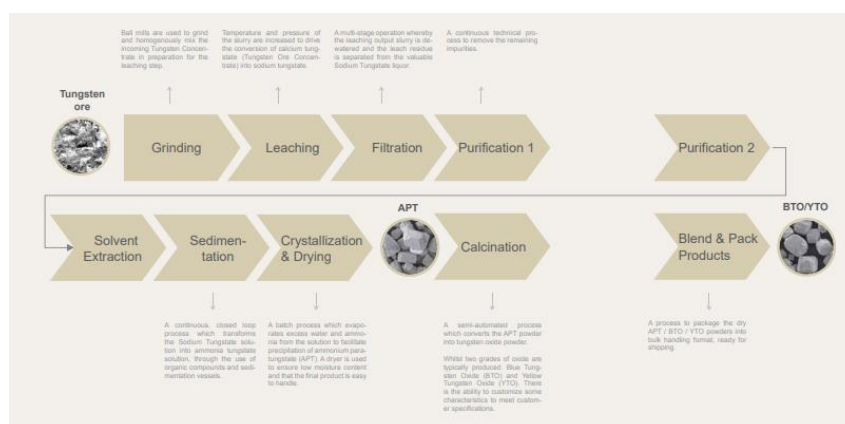 Ball mills are used to grind
and homogenously mix the
incoming Tungsten Concen-
trate in preparation for the
leaching step.
Temperature and pressure of
the slurry are increased to drive
the conversion of calcium tung-
state (Tungsten Ore Concen-
trate) into sodium tungstate.
A multi-stage operation whereby
the leaching output slurry is de-
watered and the leach residue
is separated from the valuable
Sodium Tungstate liquor.
A continuous technical pro-
cess to remove the remaining
impurities.
Tungsten
ore
Grinding
Leaching
Filtration
Purification 1
Purification 2
Solvent
Extraction
Sedimen-
tation
Crystallization
& Drying
APT
Calcination
Blend & Pack
Products
BTO/YTO
A continuous, closed loop
process which transforms
the Sodium Tungstate solu-
tion into ammonia tungstate
solution, through the use of
organic compounds and sedi-
mentation vessels.
A batch process which evapo-
rates excess water and ammo-
nia from the solution to facilitate
precipitation of ammonium para-
tungstate (APT). A dryer is used
to ensure low moisture content
and that the final product is easy
to handle.
A semi-automated process
which converts the APT powder
into tungsten oxide powder.
Whilst two grades of oxide are
typically produced: Blue Tung-
sten Oxide (BTO) and Yellow
Tungsten Oxide (YTO). There
is the ability to customize some
characteristics to meet custom-
er specifications.
A process to package the dry
APT / BTO / YTO powders into
bulk handling format, ready for
shipping.